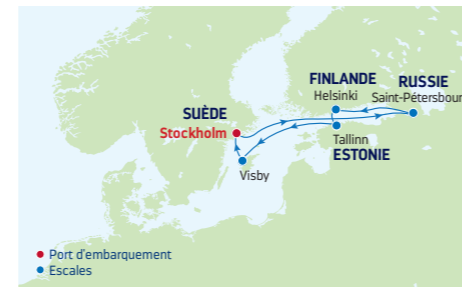 FINLANDE
RUSSIE
Helsinki
Saint-Pétersbour
SUÈDE
Stockholm
Tallinn
ESTONIE
Visby
Port d'embarquement
Escales